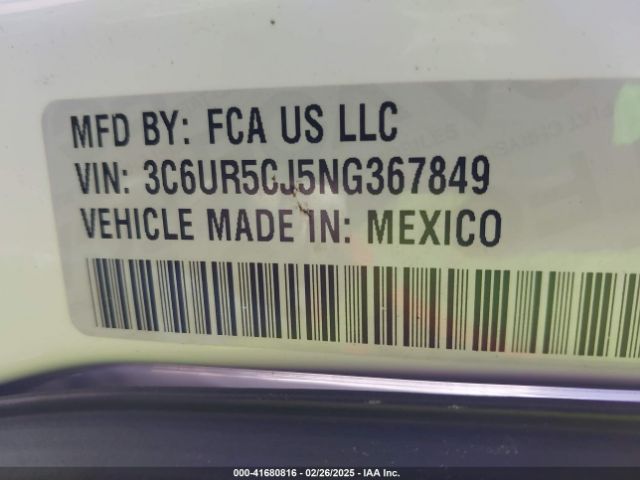 MFD BY: FCA US LLC
VIN: 3C6UR5CJ5NG367849
VEHICLE MADE IN: MEXICO
000-41680816 - 02/26/2025 - IAA Inc.